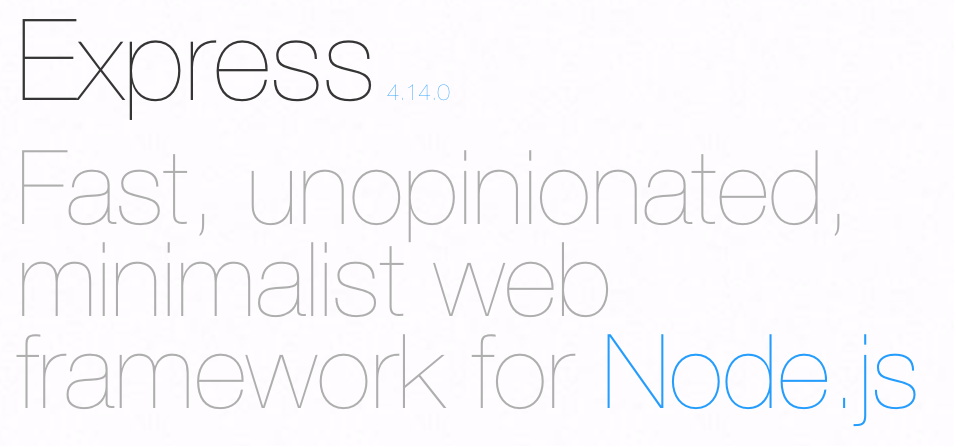 Express 4.14.0
Fast, unopinionated,
minimalist web
framework for Node.js